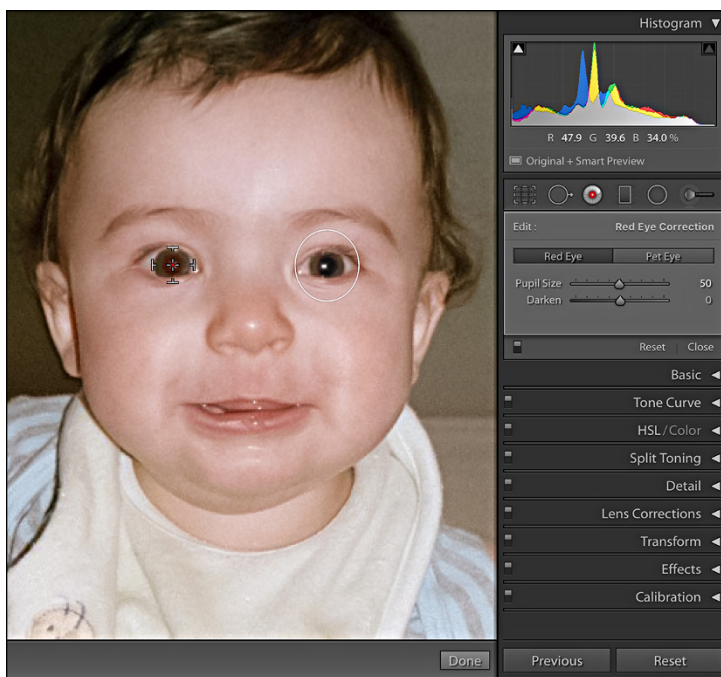 Histogram
R 47.9 G 39.6 B 34.0 %
Original + Smart Preview
Edit : Red Eye Correction
Red Eye Pet Eye
Pupil Size 50
Darken 0
Reset Close
Basic
Tone Curve
HSL / Color
Split Toning
Detail
Lens Corrections
Transform
Effects
Calibration
Done Previous Reset